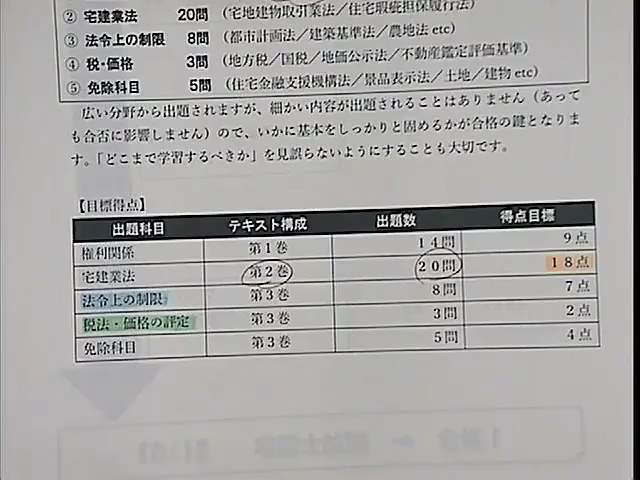 ② 宅建業法 20問 （宅地建物取引業法／住宅瑕疵担保履行法）
③ 法令上の制限 8問 （都市計画法／建築基準法／農地法 etc）
④ 税・価格 3問 （地方税／国税／地価公示法／不動産鑑定評価基準）
⑤ 免除科目 5問 （住宅金融支援機構法／景品表示法／土地／建物 etc）
広い分野から出題されますが、細かい内容が出題されることはありません（あって
も合否に影響しません）ので、いかに基本をしっかりと固めるかが合格の鍵となりま
す。「どこまで学習するべきか」を見誤らないようにすることも大切です。
【目標得点】
出題科目 テキスト構成 出題数 得点目標
権利関係 第１巻 １４問 ９点
宅建業法 第２巻 ２０問 １８点
法令上の制限 第３巻 ８問 ７点
税法・価格の評定 第３巻 ３問 ２点
免除科目 第３巻 ５問 ４点